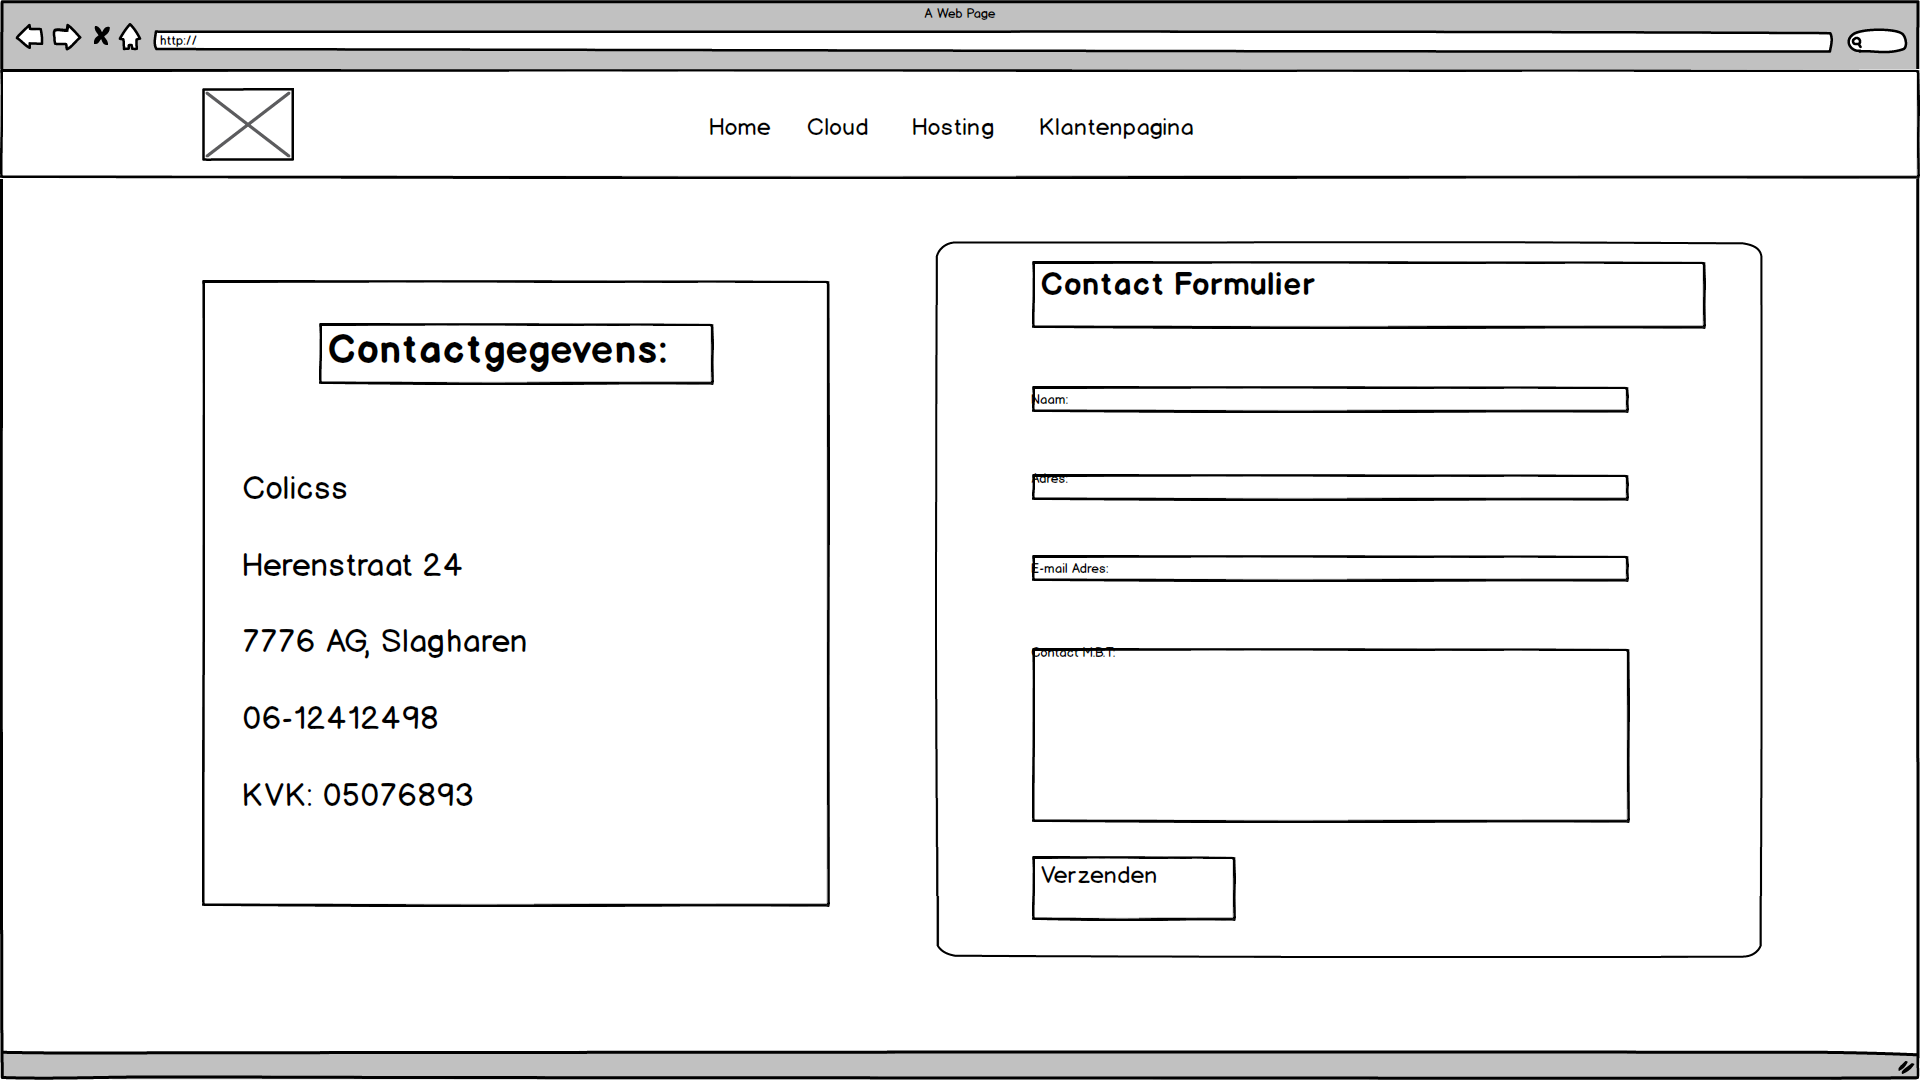 A Web Page
http://
Home Cloud Hosting Klantenpagina
Contactgegevens:
Colicss
Herenstraat 24
7776 AG, Slagharen
06-12412498
KVK: 05076893
Contact Formulier
Naam:
Adres:
E-mail Adres:
Contact M.B.T:
Verzenden